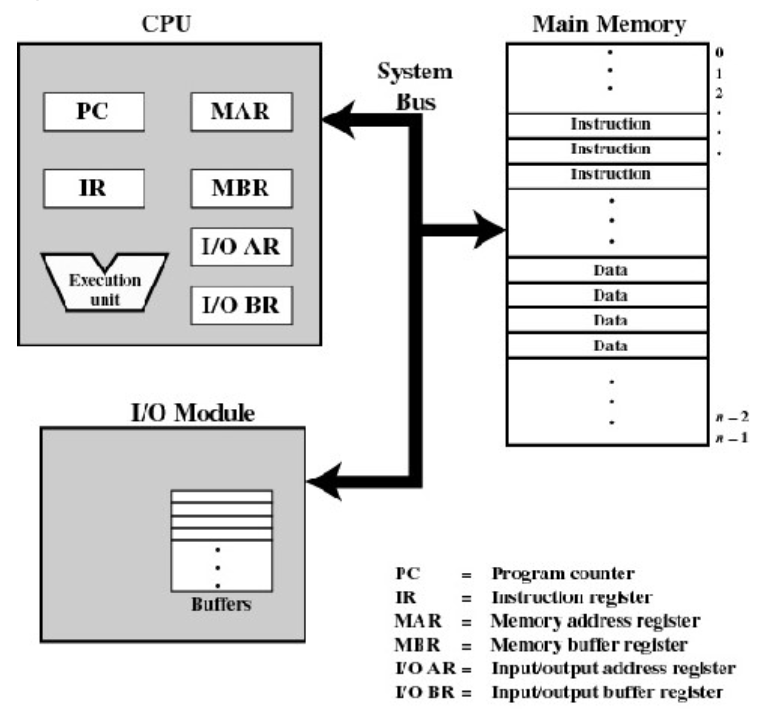 CPU
PC
MAR
IR
MBR
I/O AR
Execution
unit
I/O BR
System
Bus
Main Memory
0
1
2
.
.
.
Instruction
Instruction
Instruction
Data
Data
Data
Data
n – 2
n – 1
I/O Module
Buffers
PC = Program counter
IR = Instruction register
MAR = Memory address register
MBR = Memory buffer register
I/O AR = Input/output address register
I/O BR = Input/output buffer register